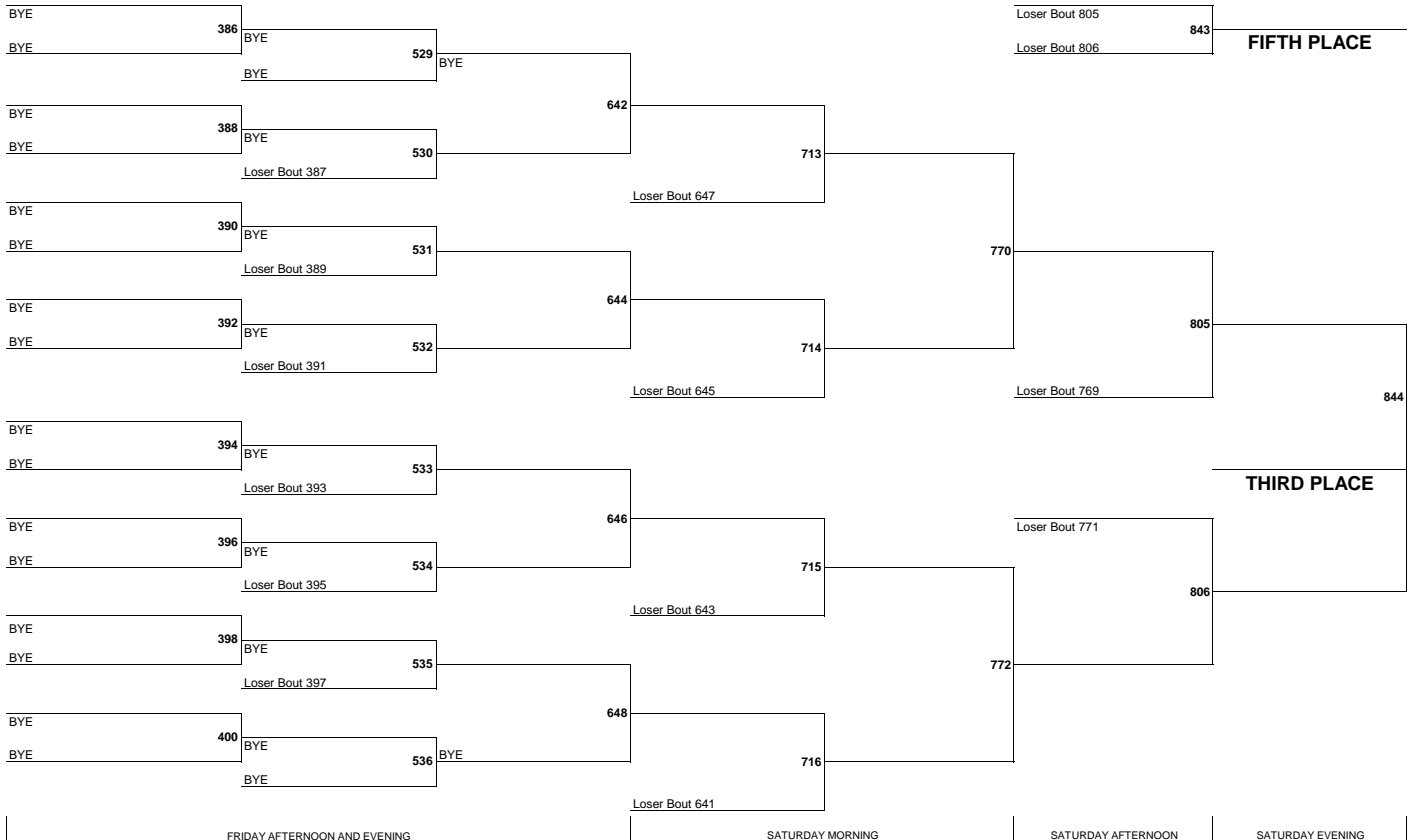 BYE
Loser Bout 805
386
843
BYE
FIFTH PLACE
BYE
Loser Bout 806
529
BYE
BYE
BYE
642
388
BYE
BYE
530
713
Loser Bout 387
Loser Bout 647
BYE
390
BYE
BYE
531
770
Loser Bout 389
BYE
644
392
805
BYE
BYE
532
714
Loser Bout 391
Loser Bout 645
Loser Bout 769
844
BYE
394
BYE
BYE
533
THIRD PLACE
Loser Bout 393
BYE
646
Loser Bout 771
396
BYE
BYE
534
715
Loser Bout 395
806
Loser Bout 643
BYE
398
BYE
BYE
535
772
Loser Bout 397
BYE
648
400
BYE
BYE
536
BYE
716
BYE
Loser Bout 641
FRIDAY AFTERNOON AND EVENING
SATURDAY MORNING
SATURDAY AFTERNOON
SATURDAY EVENING